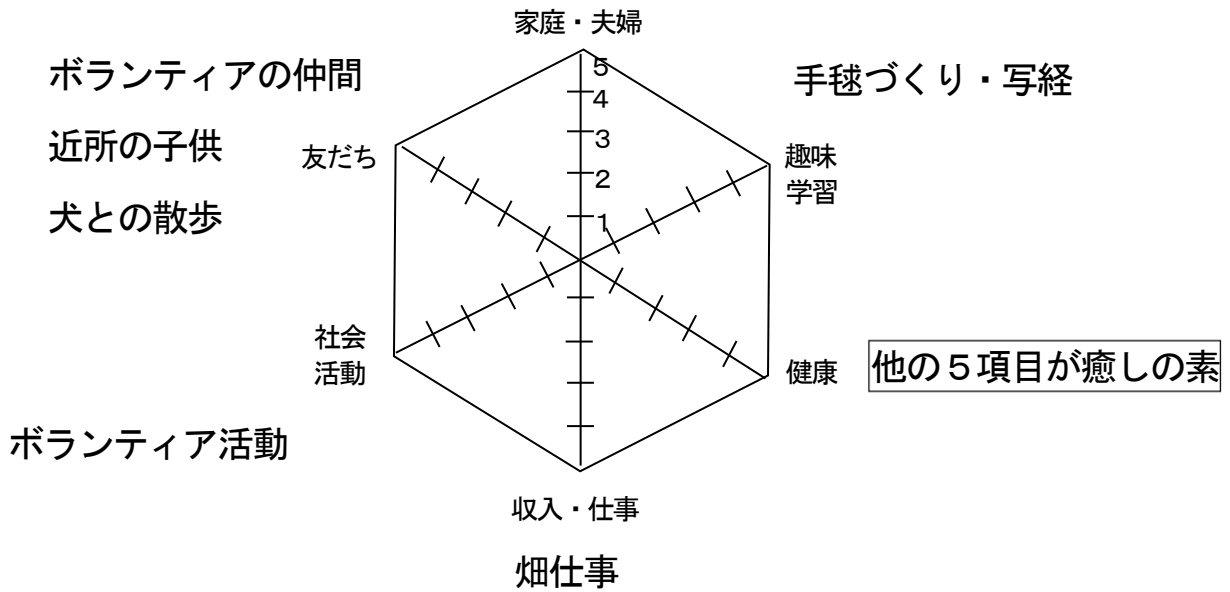 家庭・夫婦
ボランティアの仲間
近所の子供
犬との散歩
友だち
5
4
3
2
1
手毬づくり・写経
趣味
学習
社会
活動
健康
他の５項目が癒しの素
ボランティア活動
収入・仕事
畑仕事